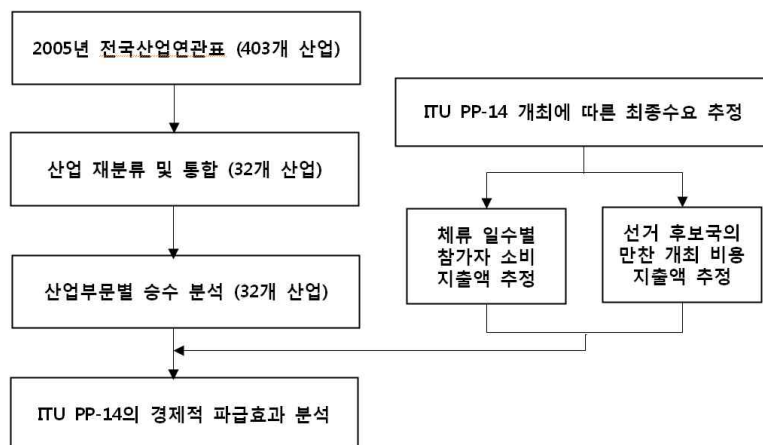 2005년 전국산업연관표 (403개 산업)
산업 재분류 및 통합 (32개 산업)
산업부문별 승수 분석 (32개 산업)
ITU PP-14의 경제적 파급효과 분석
ITU PP-14 개최에 따른 최종수요 추정
체류 일수별
참가자 소비
지출액 추정
선거 후보국의
만찬 개최 비용
지출액 추정